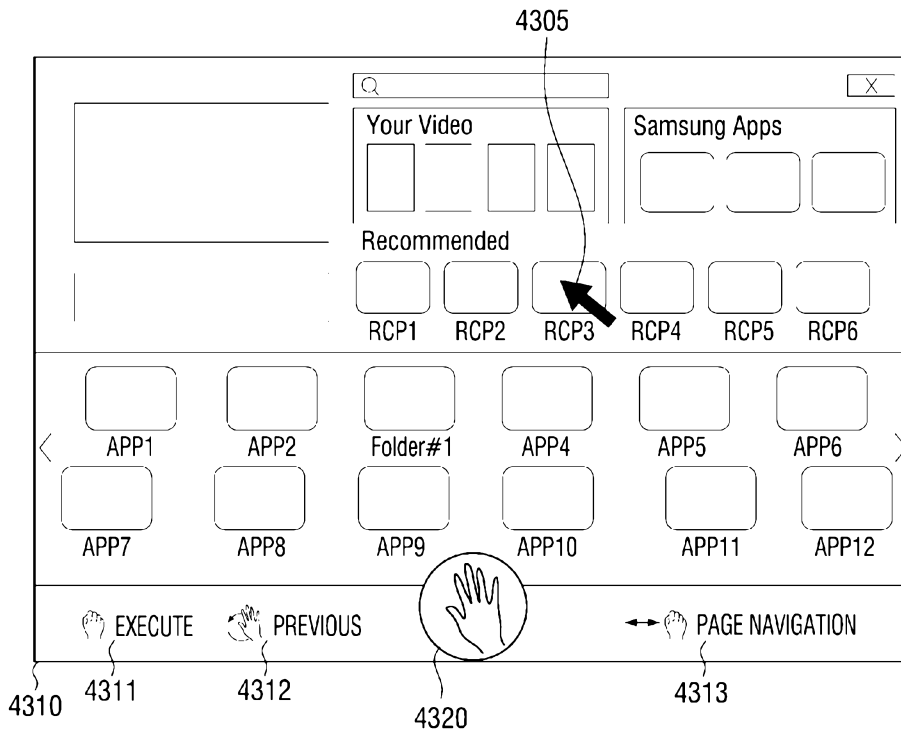 4305
X
Your Video
Samsung Apps
Recommended
RCP1 RCP2 RCP3 RCP4 RCP5 RCP6
APP1 APP2 Folder#1 APP4 APP5 APP6
APP7 APP8 APP9 APP10 APP11 APP12
EXECUTE PREVIOUS PAGE NAVIGATION
4310 4311 4312 4320 4313